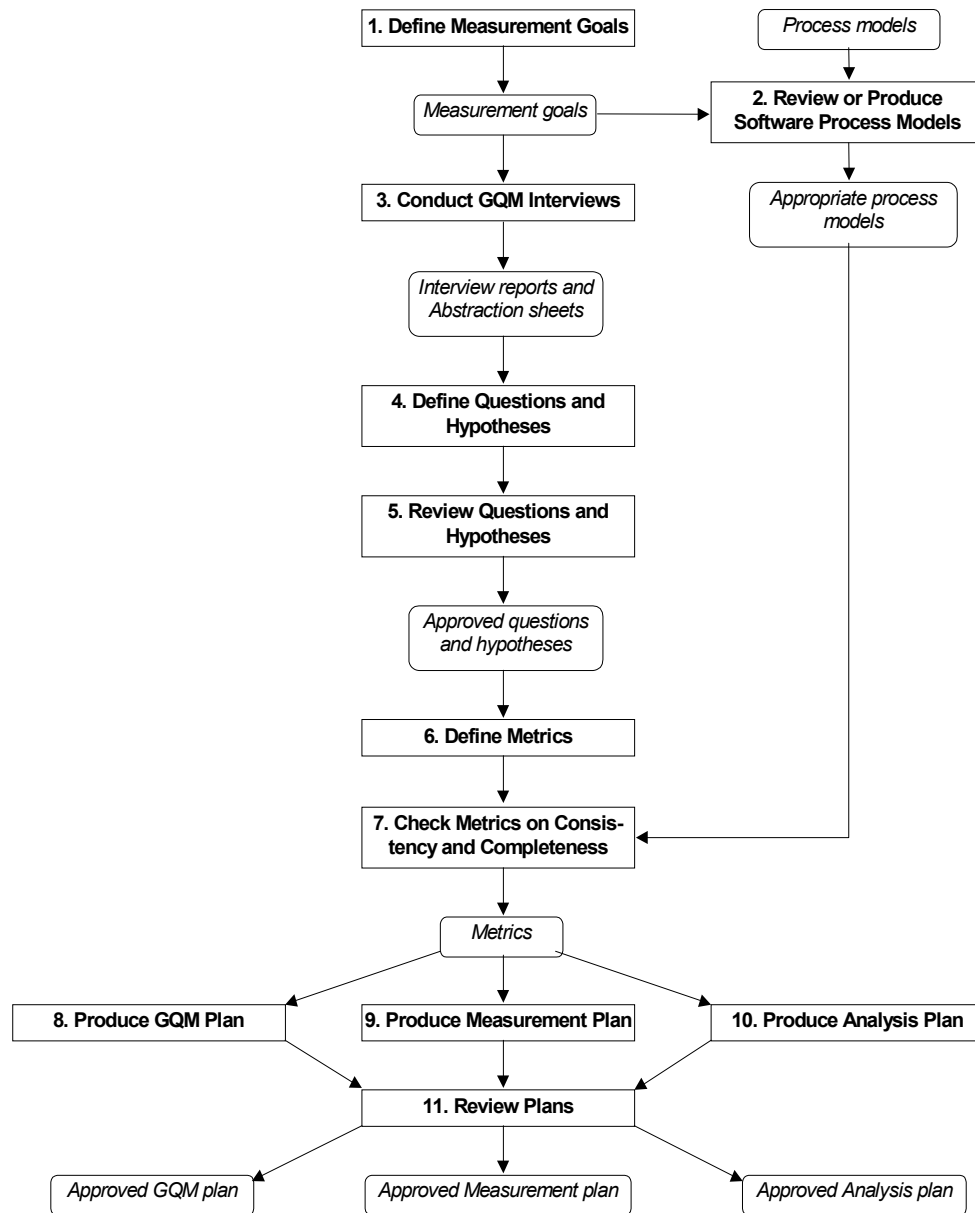 1. Define Measurement Goals
Process models
Measurement goals
2. Review or Produce
Software Process Models
3. Conduct GQM Interviews
Appropriate process
models
Interview reports and
Abstraction sheets
4. Define Questions and
Hypotheses
5. Review Questions and
Hypotheses
Approved questions
and hypotheses
6. Define Metrics
7. Check Metrics on Consis-
tency and Completeness
Metrics
8. Produce GQM Plan
9. Produce Measurement Plan
10. Produce Analysis Plan
11. Review Plans
Approved GQM plan
Approved Measurement plan
Approved Analysis plan